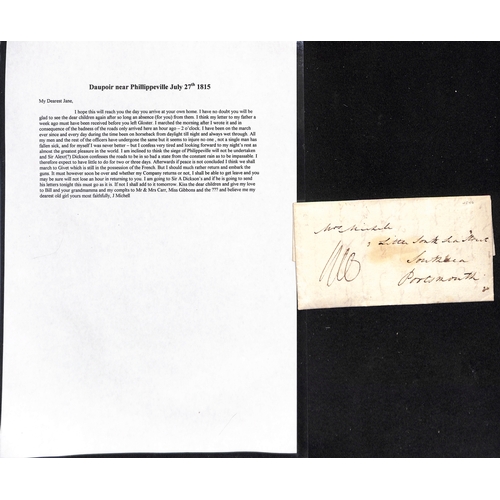 Daupoir near Phillippeville July 27th 1815
My Dearest Jane,
I hope this will reach you the day you arrive at your own home. I have no doubt you will be
glad to see the dear children again after so long an absence (for you) from them. I think my letter to my father a
week ago must have been received before you left Gloster. I marched the morning after I wrote it and in
consequence of the badness of the roads only arrived here an hour ago – 2 o'clock. I have been on the march
ever since and every day during the time been on horseback from daylight till night and always wet through. All
my men and the rest of the officers have undergone the same but it seems to injure no one , not a single man has
fallen sick, and for myself I was never better – but I confess very tired and looking forward to my night's rest as
almost the greatest pleasure in the world. I am inclined to think the siege of Philippeville will not be undertaken
and Sir Alexr(?) Dickson confesses the roads to be in so bad a state from the constant rain as to be impassable. I
therefore expect to have little to do for two or three days. Afterwards if peace is not concluded I think we shall
march to Givet which is still in the possession of the French. But I should much rather return and embark the
guns. It must however soon be over and whether my Company returns or not, I shall be able to get leave and you
may be sure will not lose an hour in returning to you. I am going to Sir A Dickson's and if he is going to send
his letters tonight this must go as it is. If not I shall add to it tomorrow. Kiss the dear children and give my love
to Bill and your grandmamma and my complts to Mr & Mrs Carr, Miss Gibbons and the ??? and believe me my
dearest old girl yours most faithfully, J Michell
Mrs Michell
2 Little South Sea Street
Southsea
Portsmouth